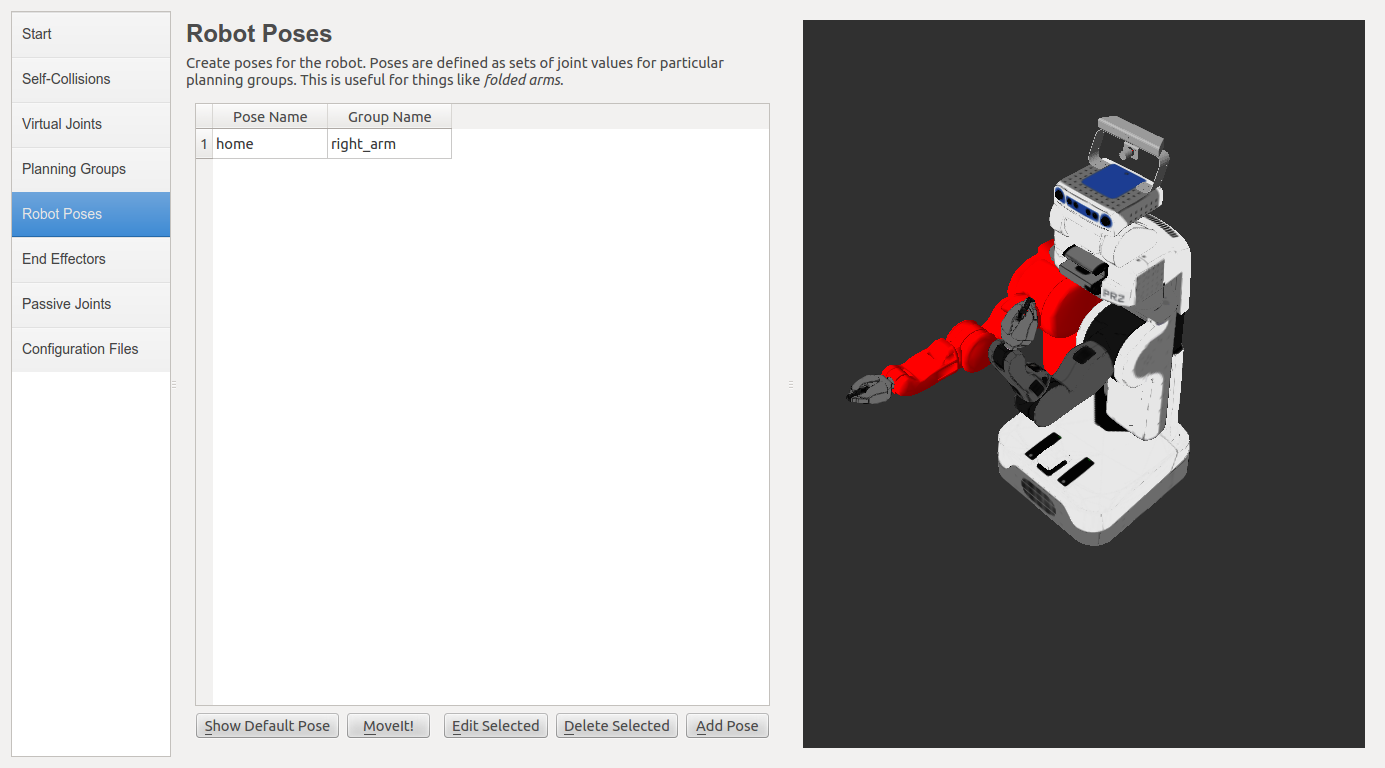 Start
Self-Collisions
Virtual Joints
Planning Groups
Robot Poses
End Effectors
Passive Joints
Configuration Files
Robot Poses
Create poses for the robot. Poses are defined as sets of joint values for particular
planning groups. This is useful for things like folded arms.
Pose Name Group Name
1 home right_arm
Show Default Pose MoveIt! Edit Selected Delete Selected Add Pose
PR2